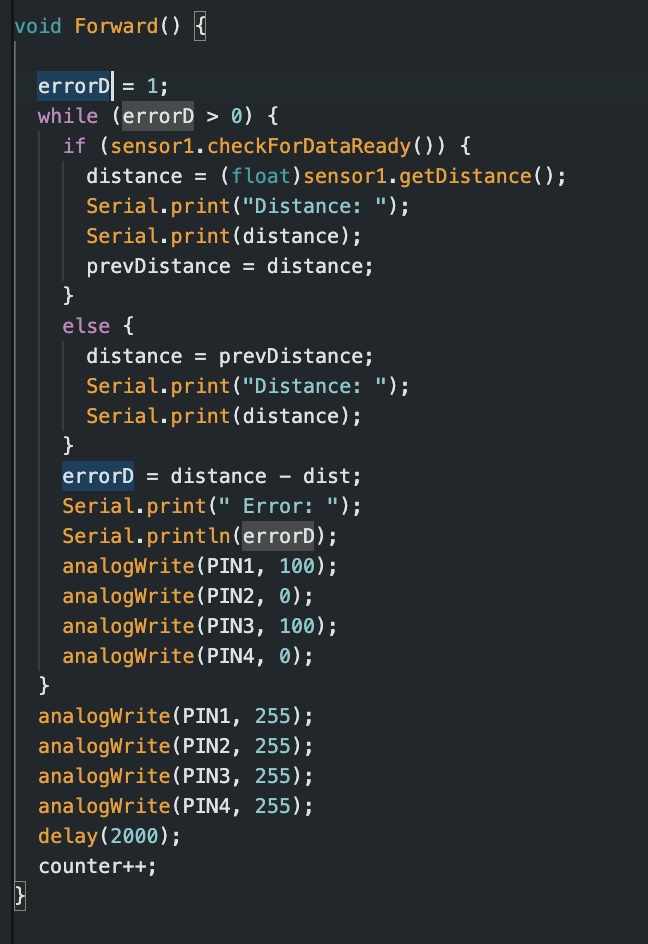 void Forward() {
errorD = 1;
while (errorD > 0) {
if (sensor1.checkForDataReady()) {
distance = (float)sensor1.getDistance();
Serial.print("Distance: ");
Serial.print(distance);
prevDistance = distance;
}
else {
distance = prevDistance;
Serial.print("Distance: ");
Serial.print(distance);
}
errorD = distance - dist;
Serial.print(" Error: ");
Serial.println(errorD);
analogWrite(PIN1, 100);
analogWrite(PIN2, 0);
analogWrite(PIN3, 100);
analogWrite(PIN4, 0);
}
analogWrite(PIN1, 255);
analogWrite(PIN2, 255);
analogWrite(PIN3, 255);
analogWrite(PIN4, 255);
delay(2000);
counter++;
}